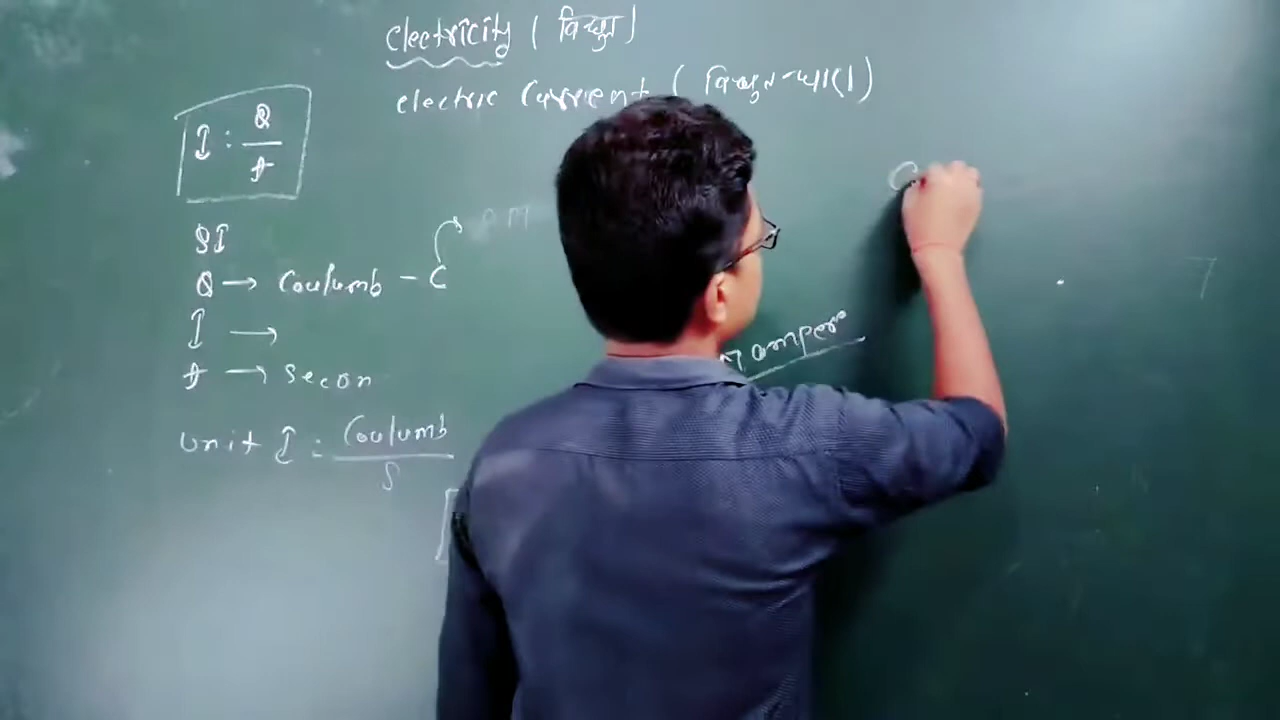 electricity ( विद्युत )
electric current ( विद्युत-धारा )
I = Q / t
SI
Q → Coulumb - C
I →
t → Secon
ampere
unit I = Coulumb / S